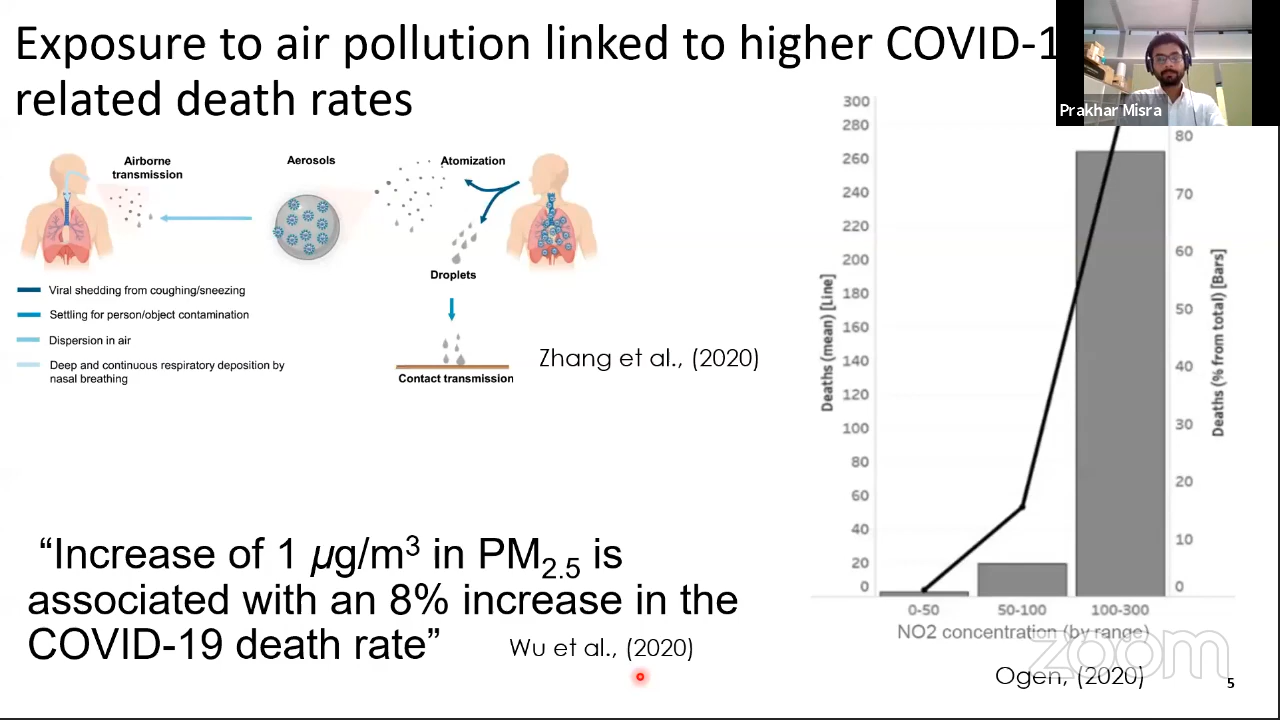 Exposure to air pollution linked to higher COVID-1
related death rates
Prakhar Misra
Airborne
transmission
Aerosols
Atomization
Droplets
Contact transmission
Viral shedding from coughing/sneezing
Settling for person/object contamination
Dispersion in air
Deep and continuous respiratory deposition by
nasal breathing
Zhang et al., (2020)
“Increase of 1 µg/m³ in PM2.5 is
associated with an 8% increase in the
COVID-19 death rate”
Wu et al., (2020)
300
280
260
240
220
200
180
160
140
120
100
80
60
40
20
0
Deaths (mean) [Line]
80
70
60
50
40
30
20
10
0
Deaths (% from total) [Bars]
0-50
50-100
100-300
NO2 concentration (by range)
zoom
Ogen, (2020)
5